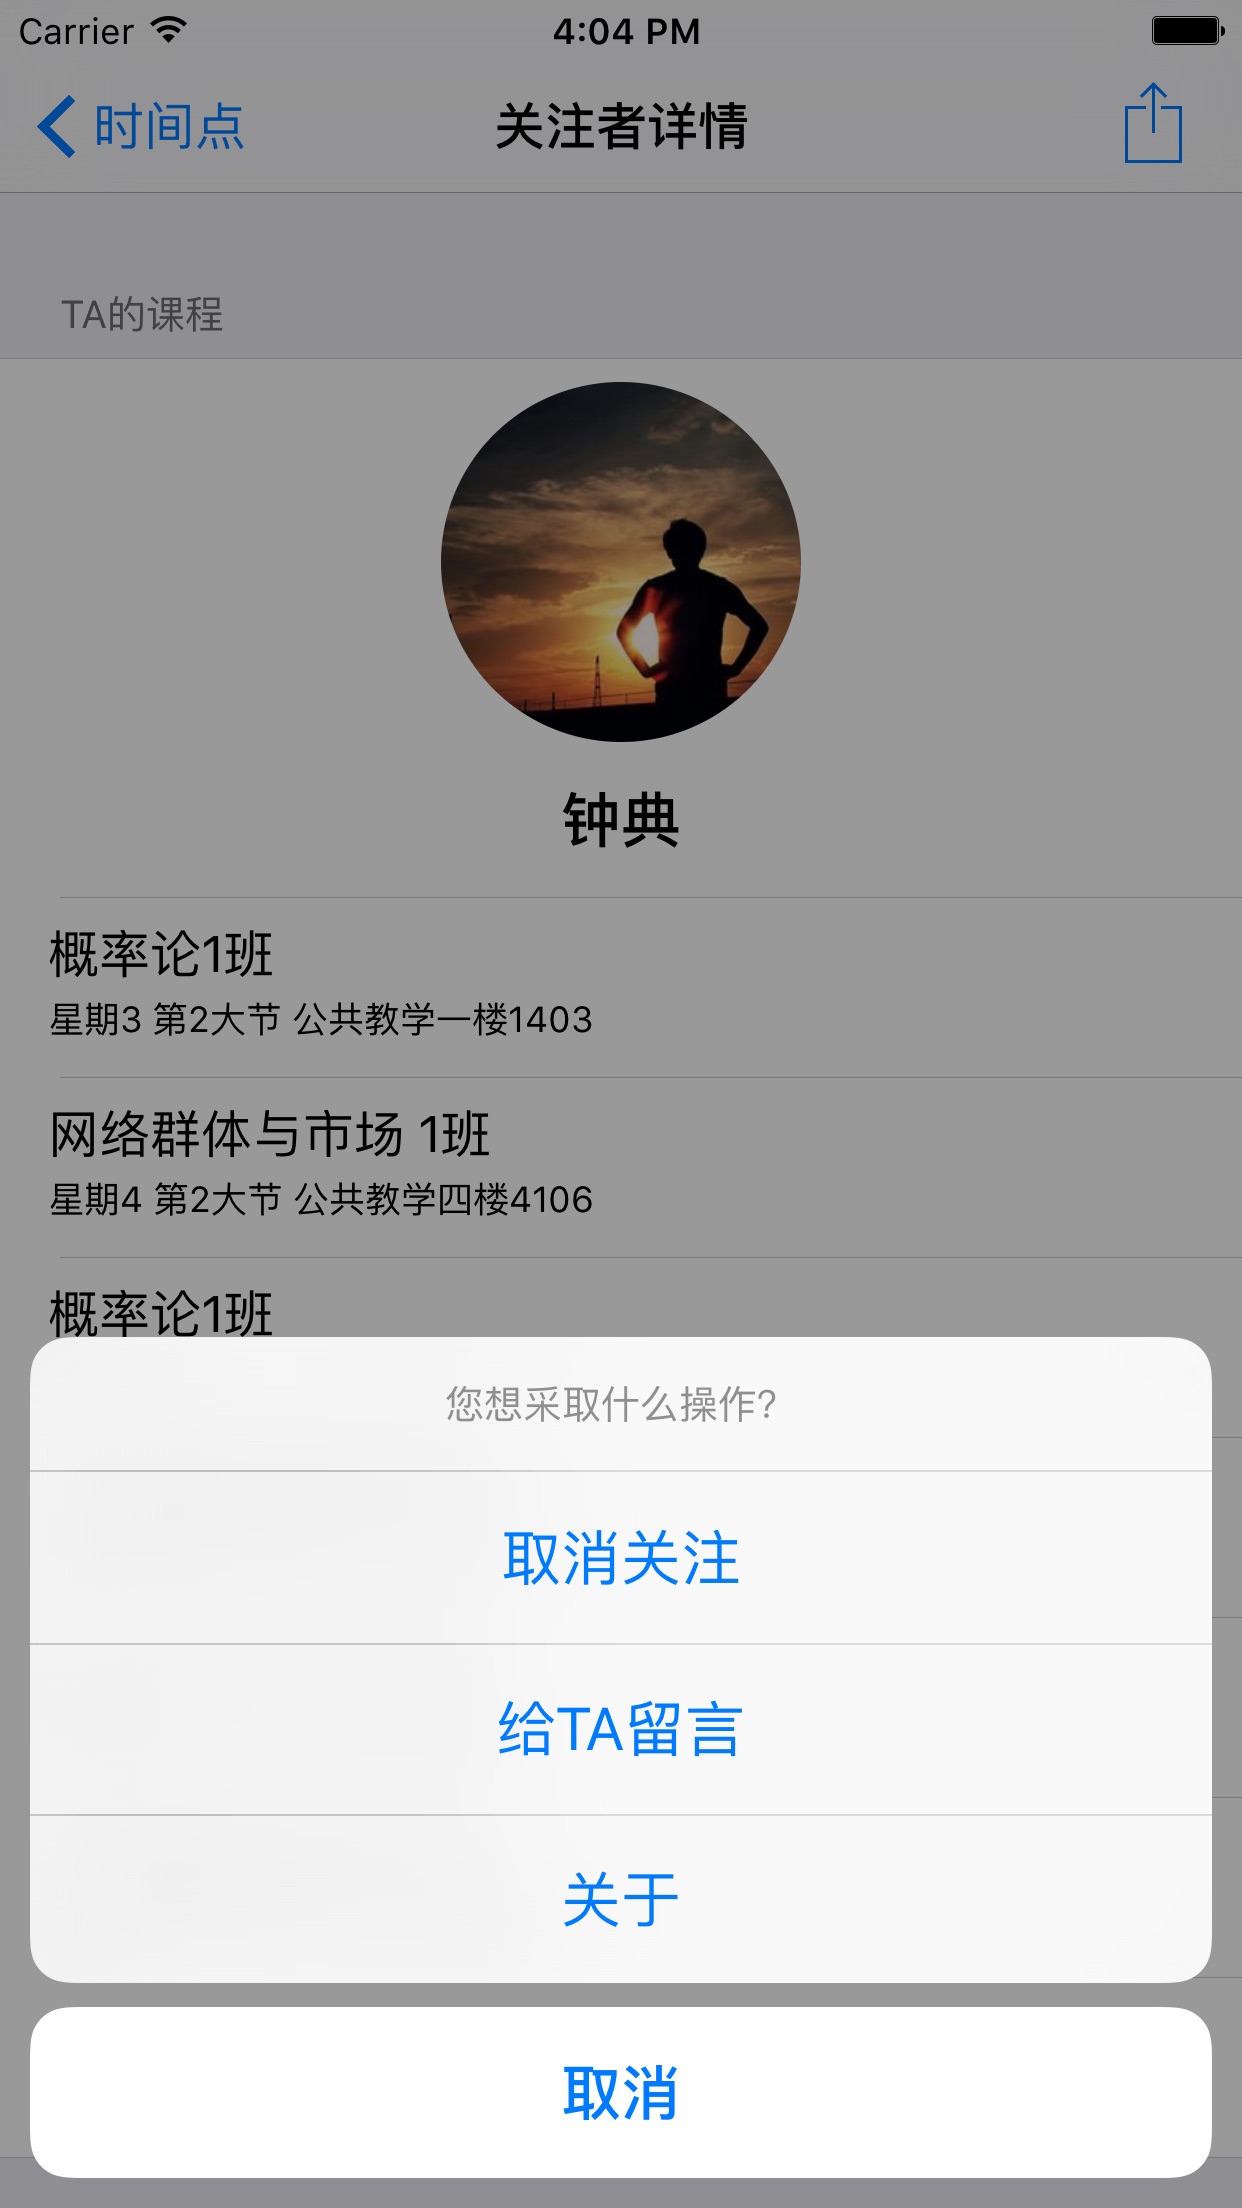 Carrier 4:04 PM
时间点 关注者详情
TA的课程
钟典
概率论1班
星期3 第2大节 公共教学一楼1403
网络群体与市场 1班
星期4 第2大节 公共教学四楼4106
概率论1班
您想采取什么操作?
取消关注
给TA留言
关于
取消